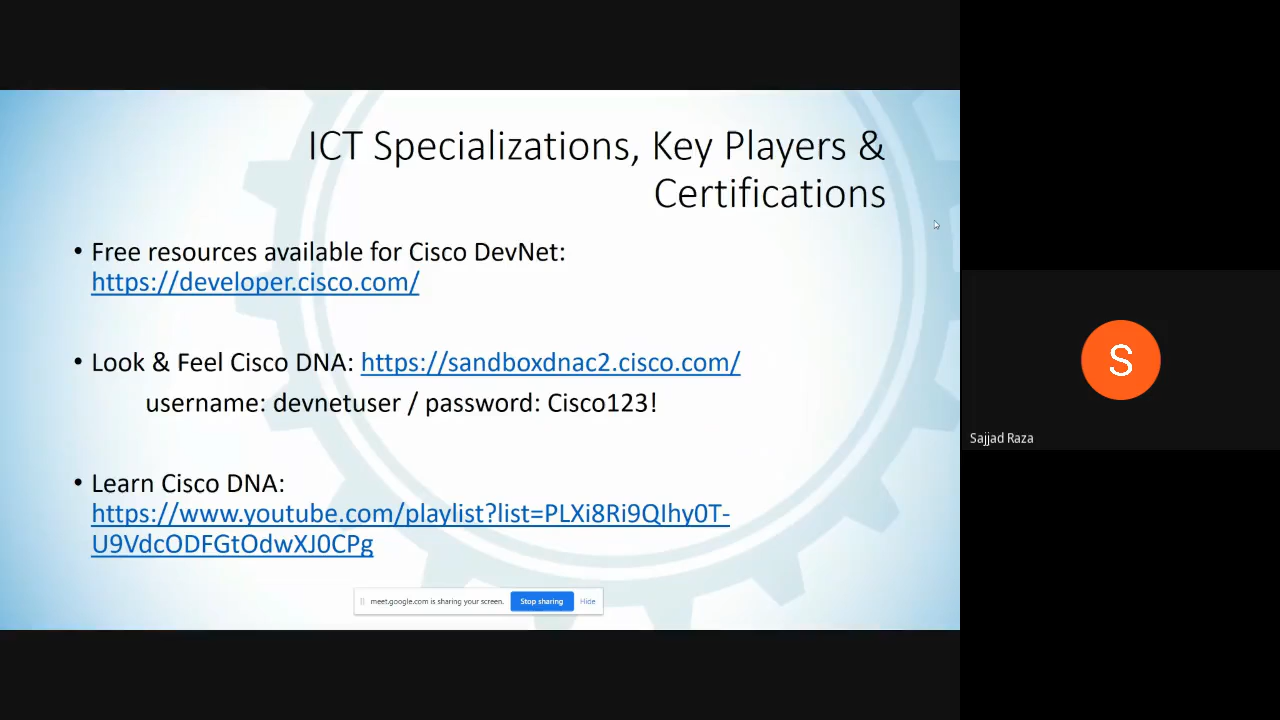 ICT Specializations, Key Players &
Certifications
• Free resources available for Cisco DevNet:
https://developer.cisco.com/
• Look & Feel Cisco DNA: https://sandboxdnac2.cisco.com/
username: devnetuser / password: Cisco123!
• Learn Cisco DNA:
https://www.youtube.com/playlist?list=PLXi8Ri9QIhy0T-
U9VdcODFGtOdwXJ0CPg
meet.google.com is sharing your screen. Stop sharing Hide
S
Sajjad Raza